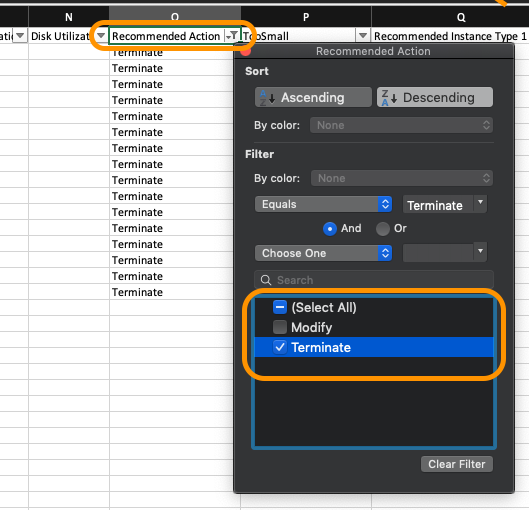 N O P Q
Disk Utilizat Recommended Action TooSmall Recommended Instance Type 1
Recommended Action
Terminate
Sort
Terminate
Terminate
Ascending Descending
Terminate
By color: None
Terminate
Terminate
Filter
Terminate
By color: None
Terminate
Terminate
Equals Terminate
Terminate
And Or
Terminate
Terminate
Choose One
Terminate
Terminate
Search
Terminate
Terminate
(Select All)
Modify
Terminate
Clear Filter